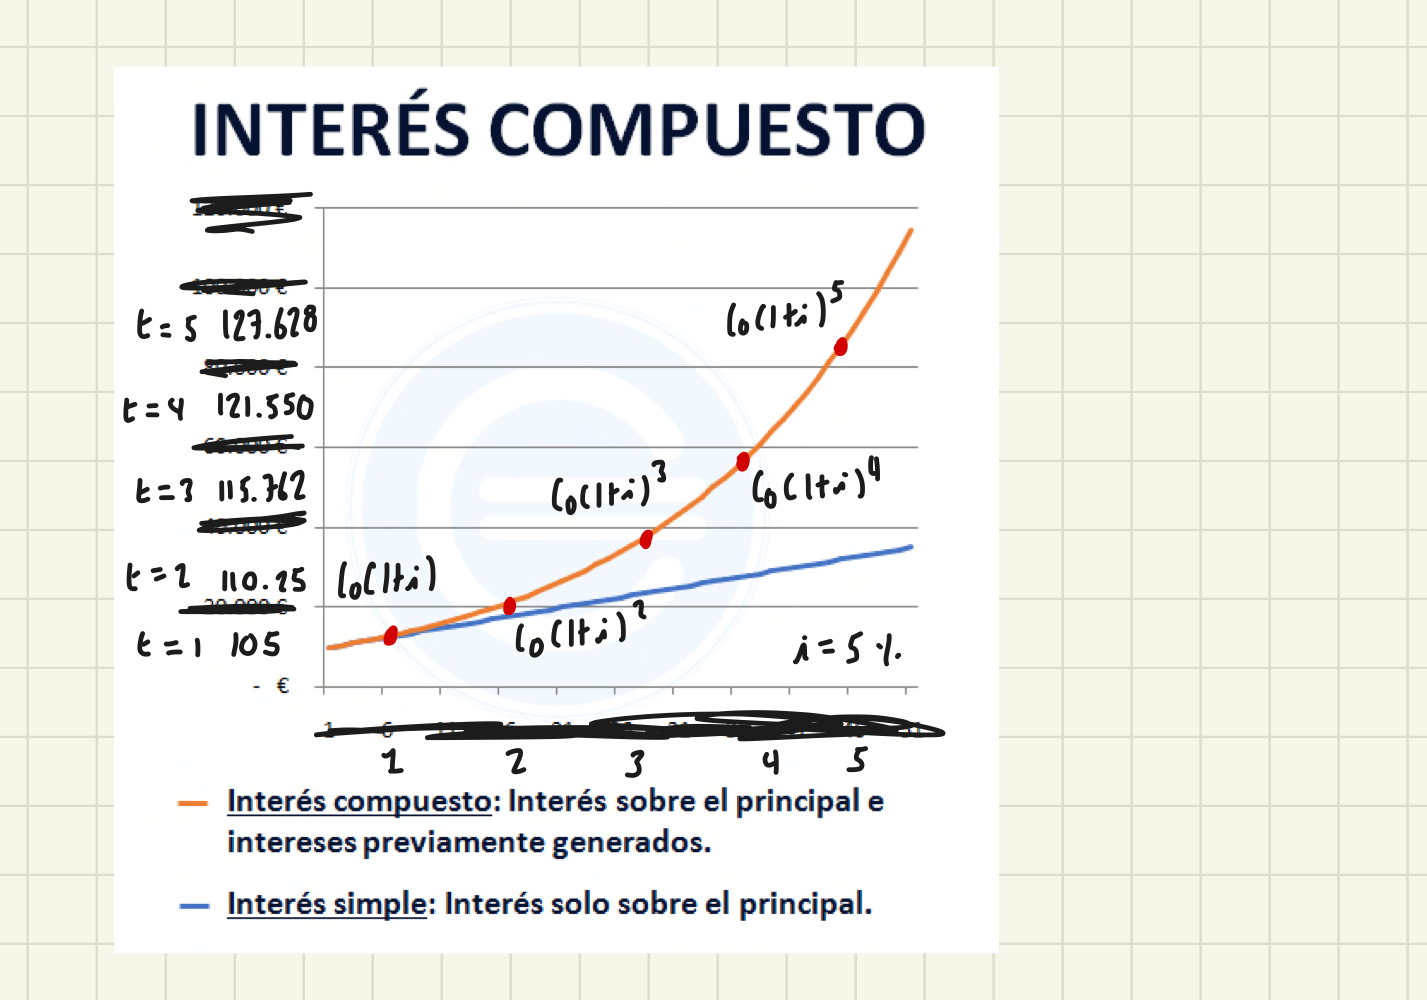 INTERÉS COMPUESTO
t = 5 127.628
C₀(1+i)⁵
t = 4 121.550
t = 3 115.762
C₀(1+i)³
C₀(1+i)⁴
t = 2 110.25
C₀(1+i)
C₀(1+i)²
t = 1 105
i = 5 %.
- €
1 2 3 4 5
Interés compuesto: Interés sobre el principal e
intereses previamente generados.
Interés simple: Interés solo sobre el principal.